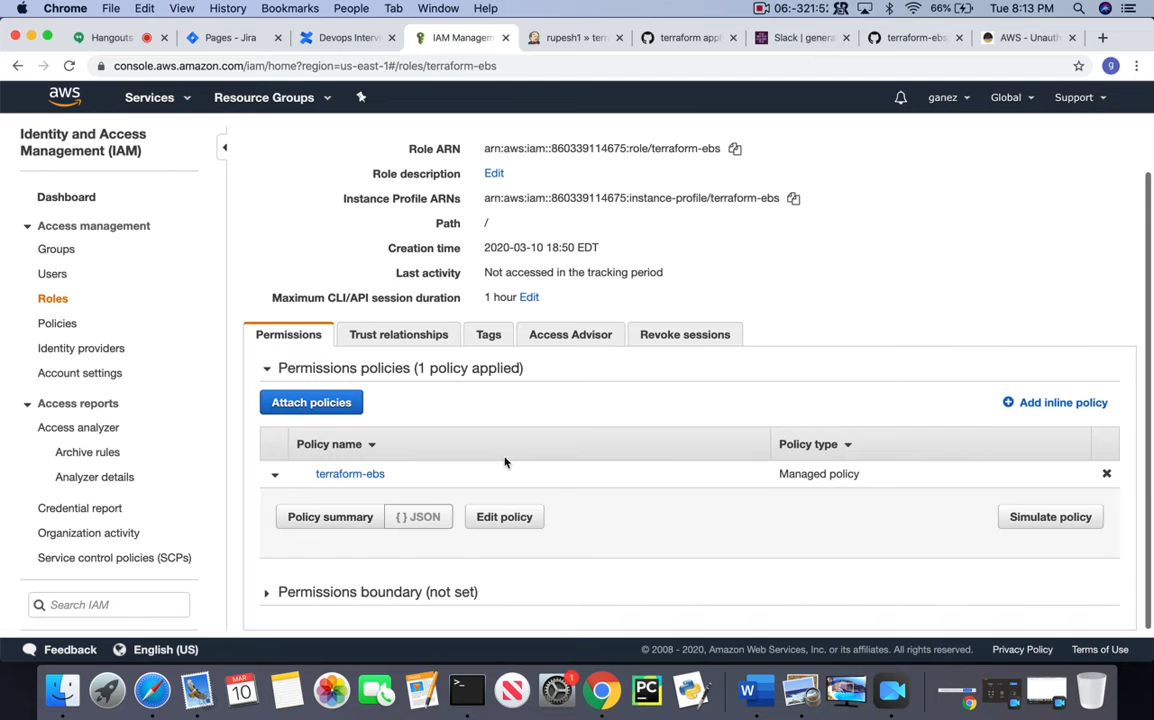 Chrome File Edit View History Bookmarks People Tab Window Help 06:-321:52 66% Tue 8:13 PM
Hangouts Pages - Jira Devops Intervi IAM Manage rupesh1 » terr terraform appl Slack | genera terraform-ebs AWS - Unauth
console.aws.amazon.com/iam/home?region=us-east-1#/roles/terraform-ebs g
aws Services Resource Groups ganez Global Support
Identity and Access
Management (IAM)
Dashboard
Access management
Groups
Users
Roles
Policies
Identity providers
Account settings
Access reports
Access analyzer
Archive rules
Analyzer details
Credential report
Organization activity
Service control policies (SCPs)
Search IAM
Role ARN arn:aws:iam::860339114675:role/terraform-ebs
Role description Edit
Instance Profile ARNs arn:aws:iam::860339114675:instance-profile/terraform-ebs
Path /
Creation time 2020-03-10 18:50 EDT
Last activity Not accessed in the tracking period
Maximum CLI/API session duration 1 hour Edit
Permissions Trust relationships Tags Access Advisor Revoke sessions
Permissions policies (1 policy applied)
Attach policies Add inline policy
Policy name Policy type
terraform-ebs Managed policy
Policy summary { } JSON Edit policy Simulate policy
Permissions boundary (not set)
Feedback English (US) © 2008 - 2020, Amazon Web Services, Inc. or its affiliates. All rights reserved. Privacy Policy Terms of Use
MAR
10 1 PC